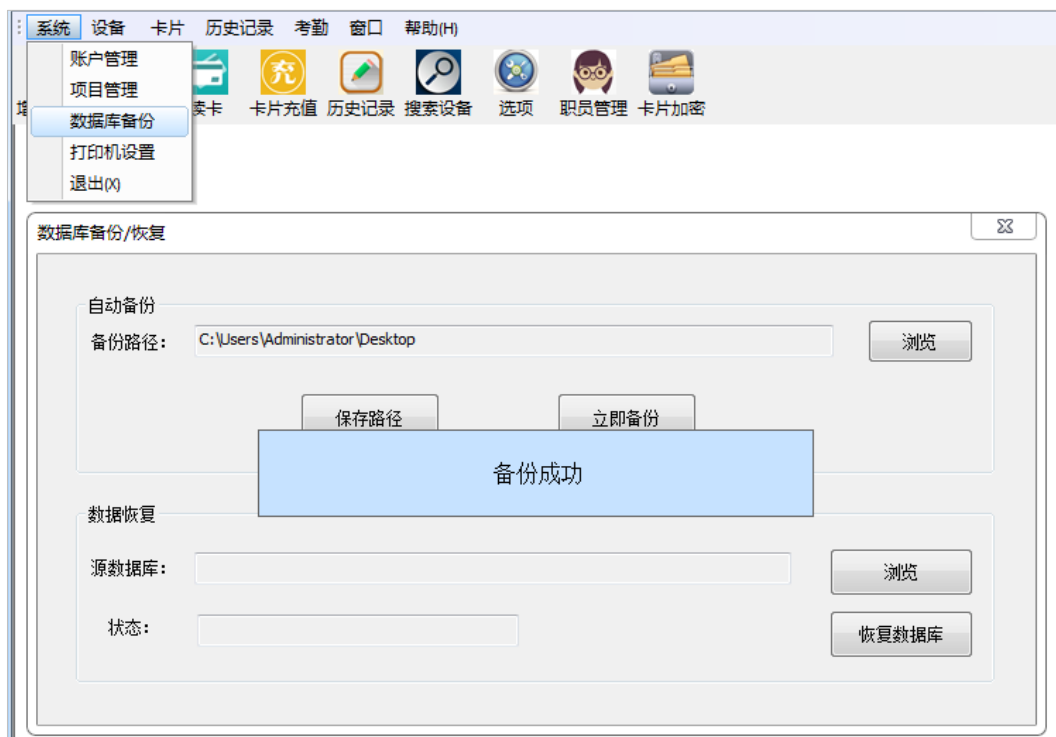 系统 设备 卡片 历史记录 考勤 窗口 帮助(H)
账户管理
项目管理
数据库备份
打印机设置
退出(X)
读卡 卡片充值 历史记录 搜索设备 选项 职员管理 卡片加密
充
数据库备份/恢复
自动备份
备份路径： C:\Users\Administrator\Desktop 浏览
保存路径 立即备份
备份成功
数据恢复
源数据库： 浏览
状态： 恢复数据库